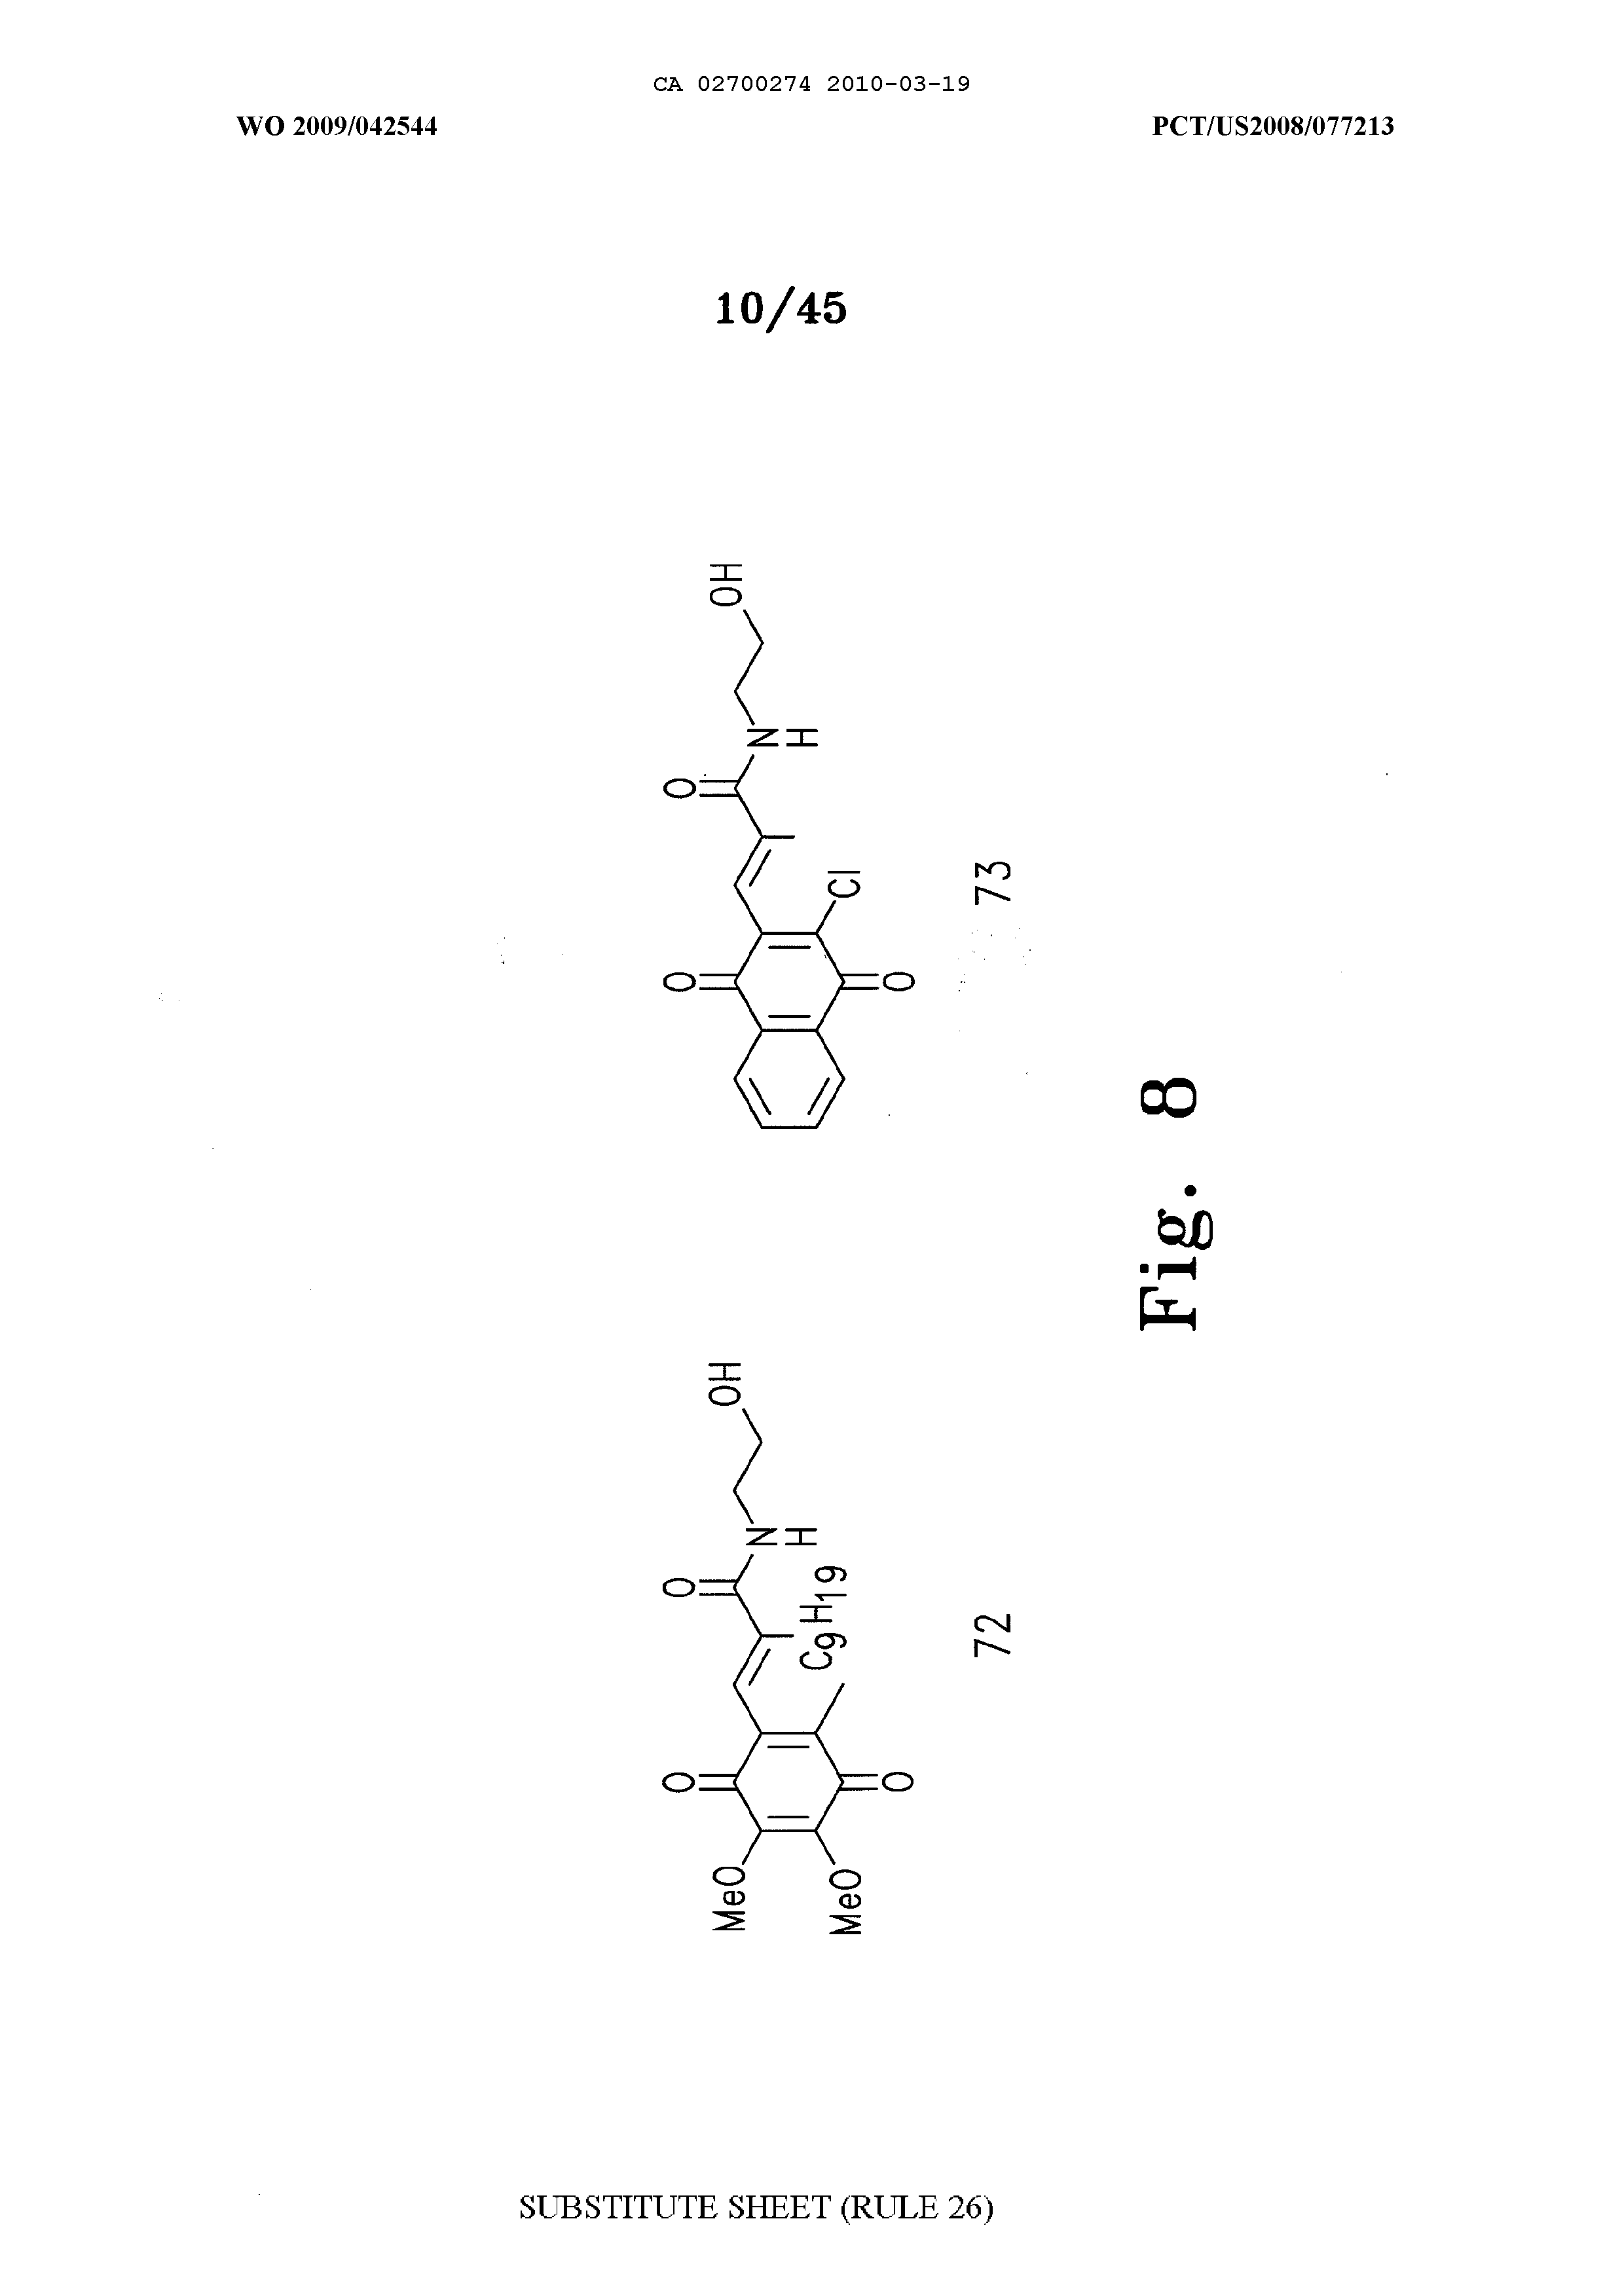 CA 02700274 2010-03-19
WO 2009/042544
PCT/US2008/077213
10/45
O
O
MeO
MeO
O
C9H19
N
H
OH
72
O
O
Cl
O
N
H
OH
73
Fig. 8
SUBSTITUTE SHEET (RULE 26)